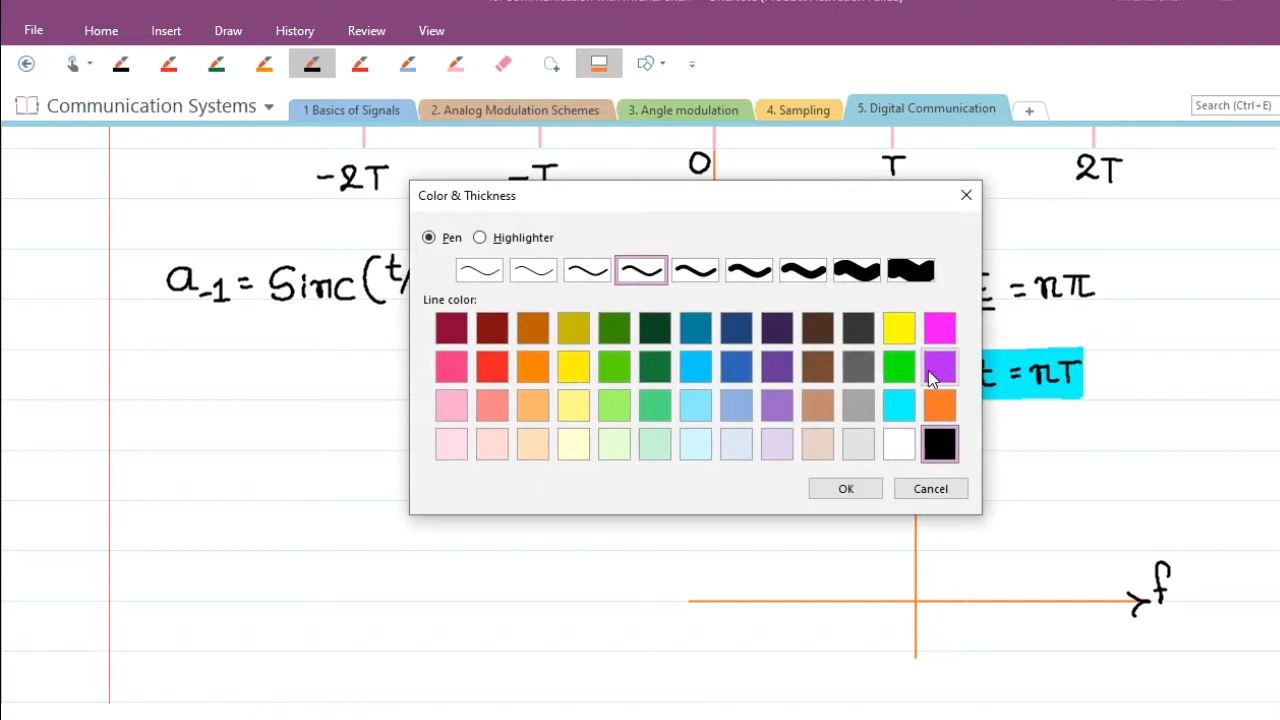 File Home Insert Draw History Review View
Communication Systems 1 Basics of Signals 2. Analog Modulation Schemes 3. Angle modulation 4. Sampling 5. Digital Communication + Search (Ctrl+E)
-2T -T 0 T 2T
Color & Thickness
Pen Highlighter
a-1 = Sinc(t/ = nπ
Line color:
t = nT
OK Cancel
f